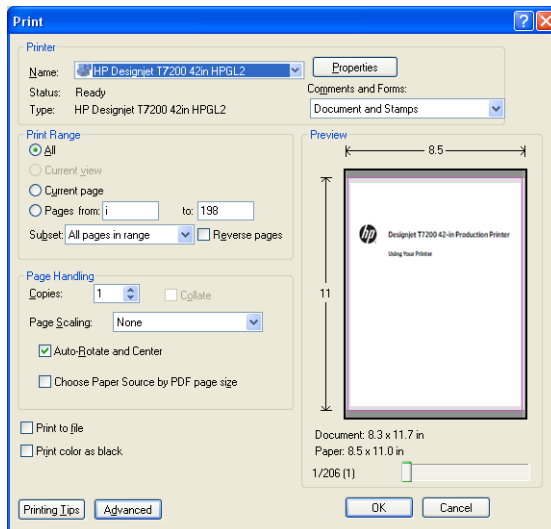 Print
Printer
Name: HP Designjet T7200 42in HPGL2
Properties
Status: Ready
Comments and Forms:
Type: HP Designjet T7200 42in HPGL2
Document and Stamps
Print Range
All
Current view
Current page
Pages from: i to: 198
Subset: All pages in range
Reverse pages
Page Handling
Copies: 1
Collate
Page Scaling: None
Auto-Rotate and Center
Choose Paper Source by PDF page size
Print to file
Print color as black
Preview
8.5
11
hp
Designjet T7200 42-in Production Printer
Using Your Printer
Document: 8.3 x 11.7 in
Paper: 8.5 x 11.0 in
1/206 (1)
Printing Tips
Advanced
OK
Cancel